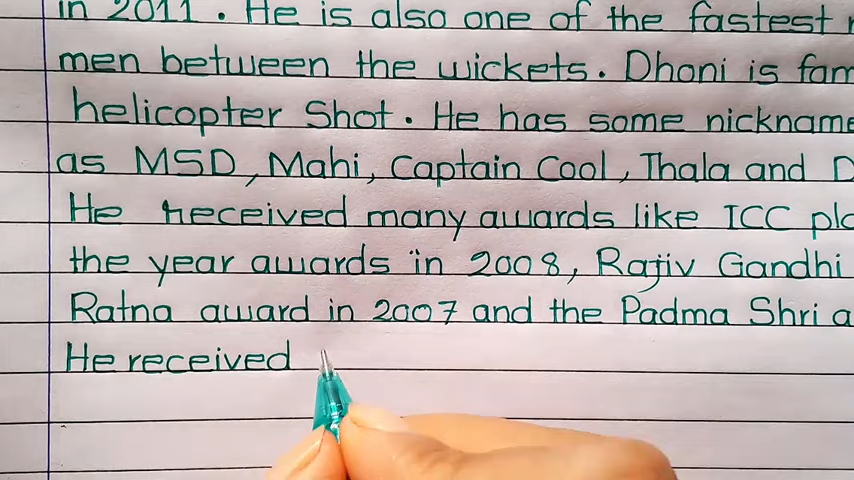 in 2011. He is also one of the fastest
men between the wickets. Dhoni is fam
helicopter Shot. He has some nickname
as MSD, Mahi, Captain Cool, Thala and D
He received many awards like ICC pla
the year awards in 2008, Rajiv Gandhi
Ratna award in 2007 and the Padma Shri a
He received